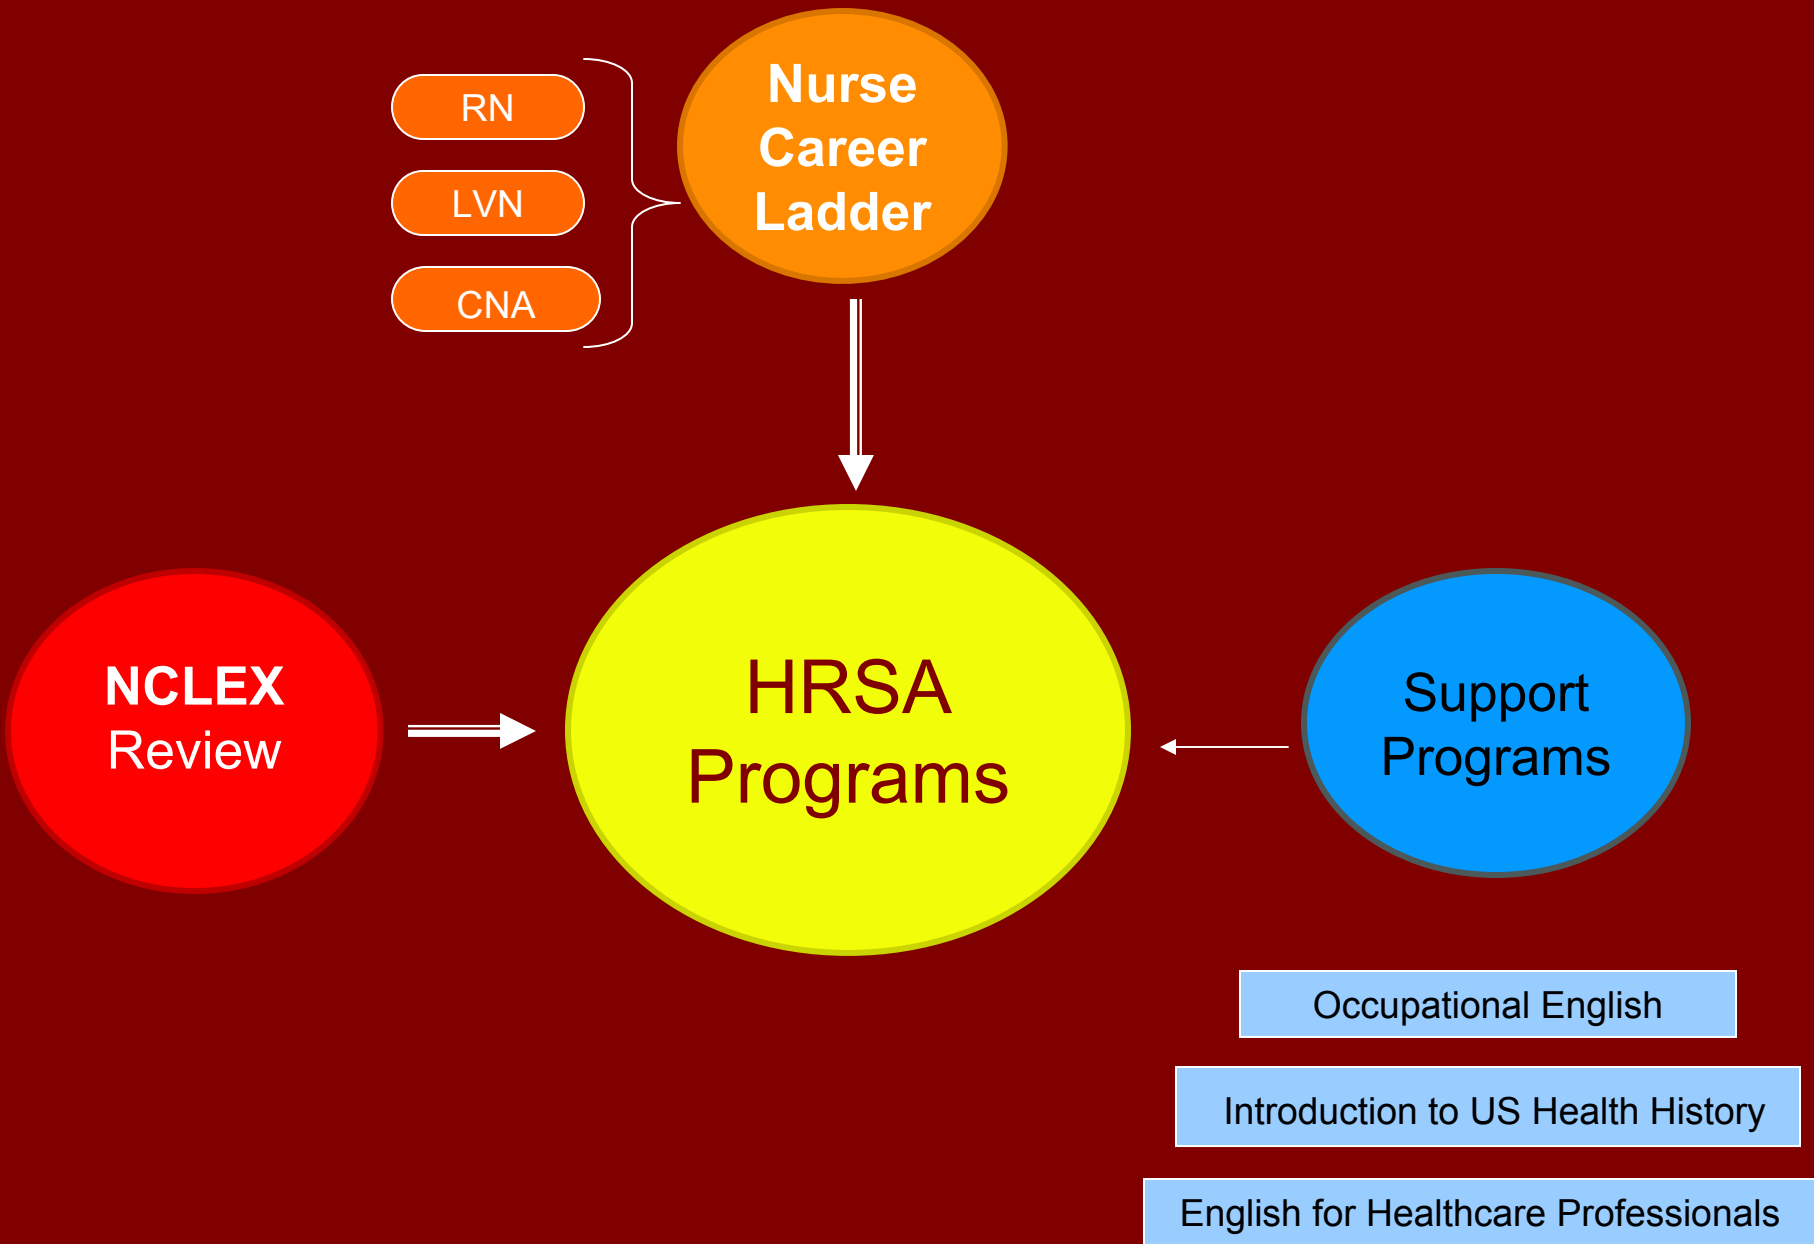 Nurse
Career
Ladder
RN
LVN
CNA
NCLEX
Review
HRSA
Programs
Support
Programs
Occupational English
Introduction to US Health History
English for Healthcare Professionals